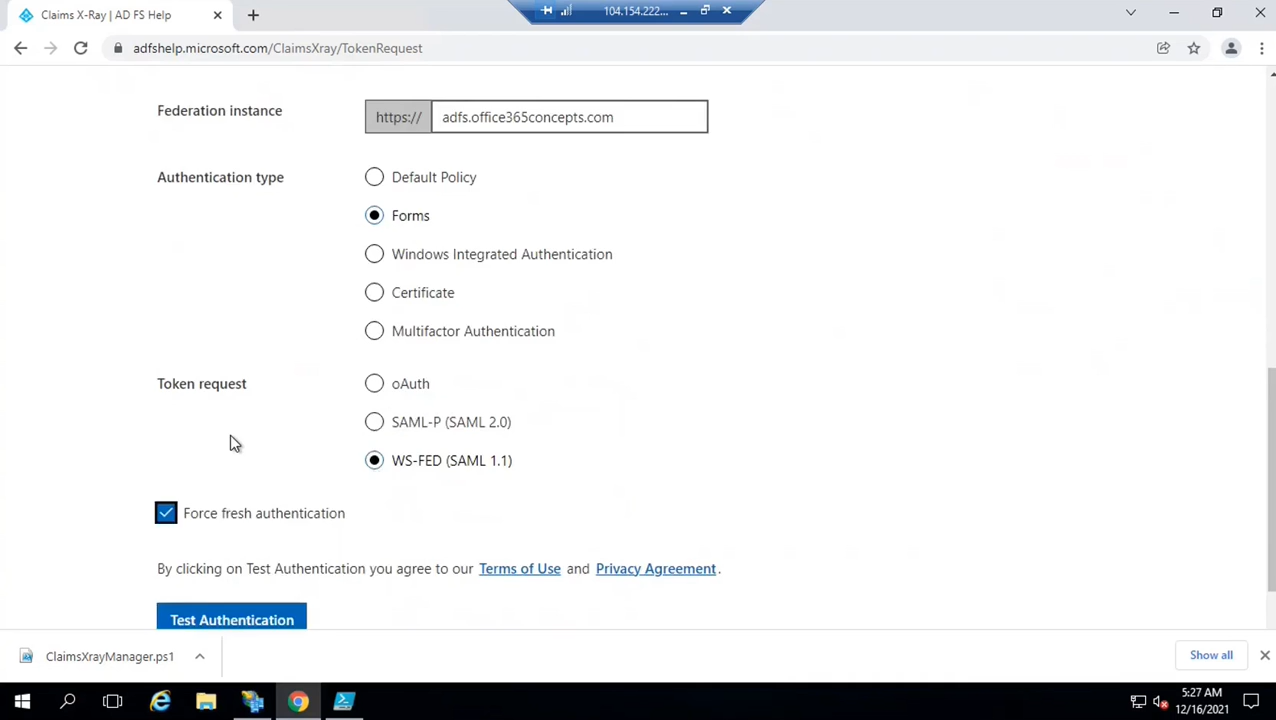 Claims X-Ray | AD FS Help
104.154.222...
adfshelp.microsoft.com/ClaimsXray/TokenRequest
Federation instance
https://
adfs.office365concepts.com
Authentication type
Default Policy
Forms
Windows Integrated Authentication
Certificate
Multifactor Authentication
Token request
oAuth
SAML-P (SAML 2.0)
WS-FED (SAML 1.1)
Force fresh authentication
By clicking on Test Authentication you agree to our Terms of Use and Privacy Agreement.
Test Authentication
ClaimsXrayManager.ps1
Show all
5:27 AM
12/16/2021